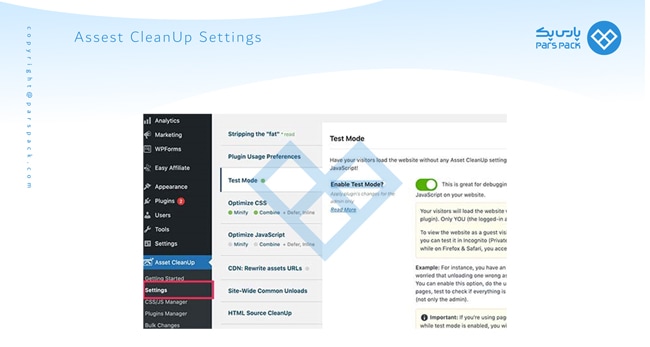 Assest CleanUp Settings
پارس پک
PARS PACK
copyright@parspack.com
Analytics
Marketing
WPForms
Easy Affiliate
Appearance
Plugins 2
Users
Tools
Settings
Asset CleanUp
Getting Started
Settings
CSS/JS Manager
Plugins Manager
Bulk Changes
Stripping the "fat" * read
Plugin Usage Preferences
Test Mode
Optimize CSS
Minify Combine + Defer, Inline
Optimize JavaScript
Minify Combine + Defer, Inline
CDN: Rewrite assets URLs
Site-Wide Common Unloads
HTML Source CleanUp
Test Mode
Have your visitors load the website without any Asset CleanUp setting
JavaScript!
Enable Test Mode?
Apply plugin's changes for the
admin only
Read More
This is great for debuggin
JavaScript on your website.
Your visitors will load the website
plugin). Only YOU (the logged-in a
To view the website as a guest vis
you can test it in Incognito (Privat
while on Firefox & Safari, you acce
Example: For instance, you have an
worried that unloading one wrong a
You can enable this option, do the u
pages, test to check if everything is
(not only the admin).
Important: If you're using pag
while test mode is enabled, you wi